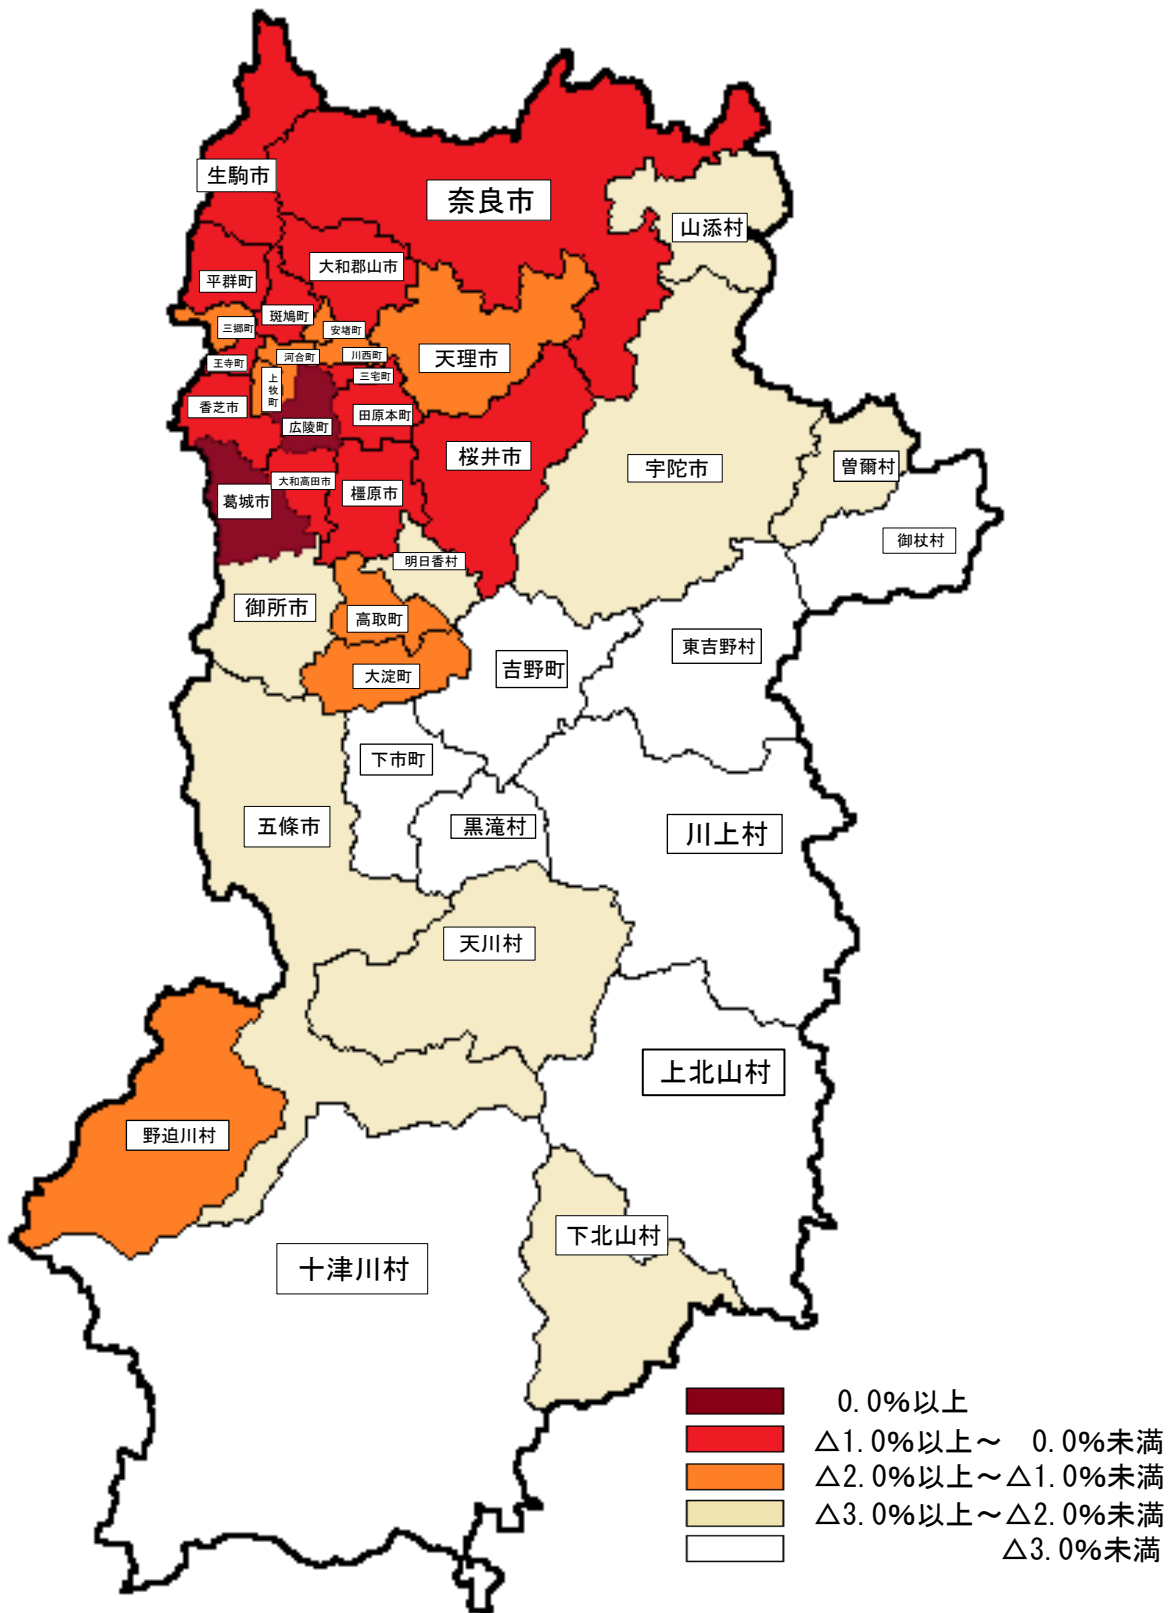 生駒市
奈良市
山添村
大和郡山市
平群町
斑鳩町
三郷町
安堵町
河合町
川西町
天理市
王寺町
上牧町
三宅町
香芝市
田原本町
広陵町
桜井市
宇陀市
曽爾村
大和高田市
橿原市
葛城市
御杖村
明日香村
御所市
高取町
東吉野村
吉野町
大淀町
下市町
五條市
黒滝村
川上村
天川村
上北山村
野迫川村
下北山村
十津川村
0.0%以上
△1.0%以上～ 0.0%未満
△2.0%以上～△1.0%未満
△3.0%以上～△2.0%未満
△3.0%未満